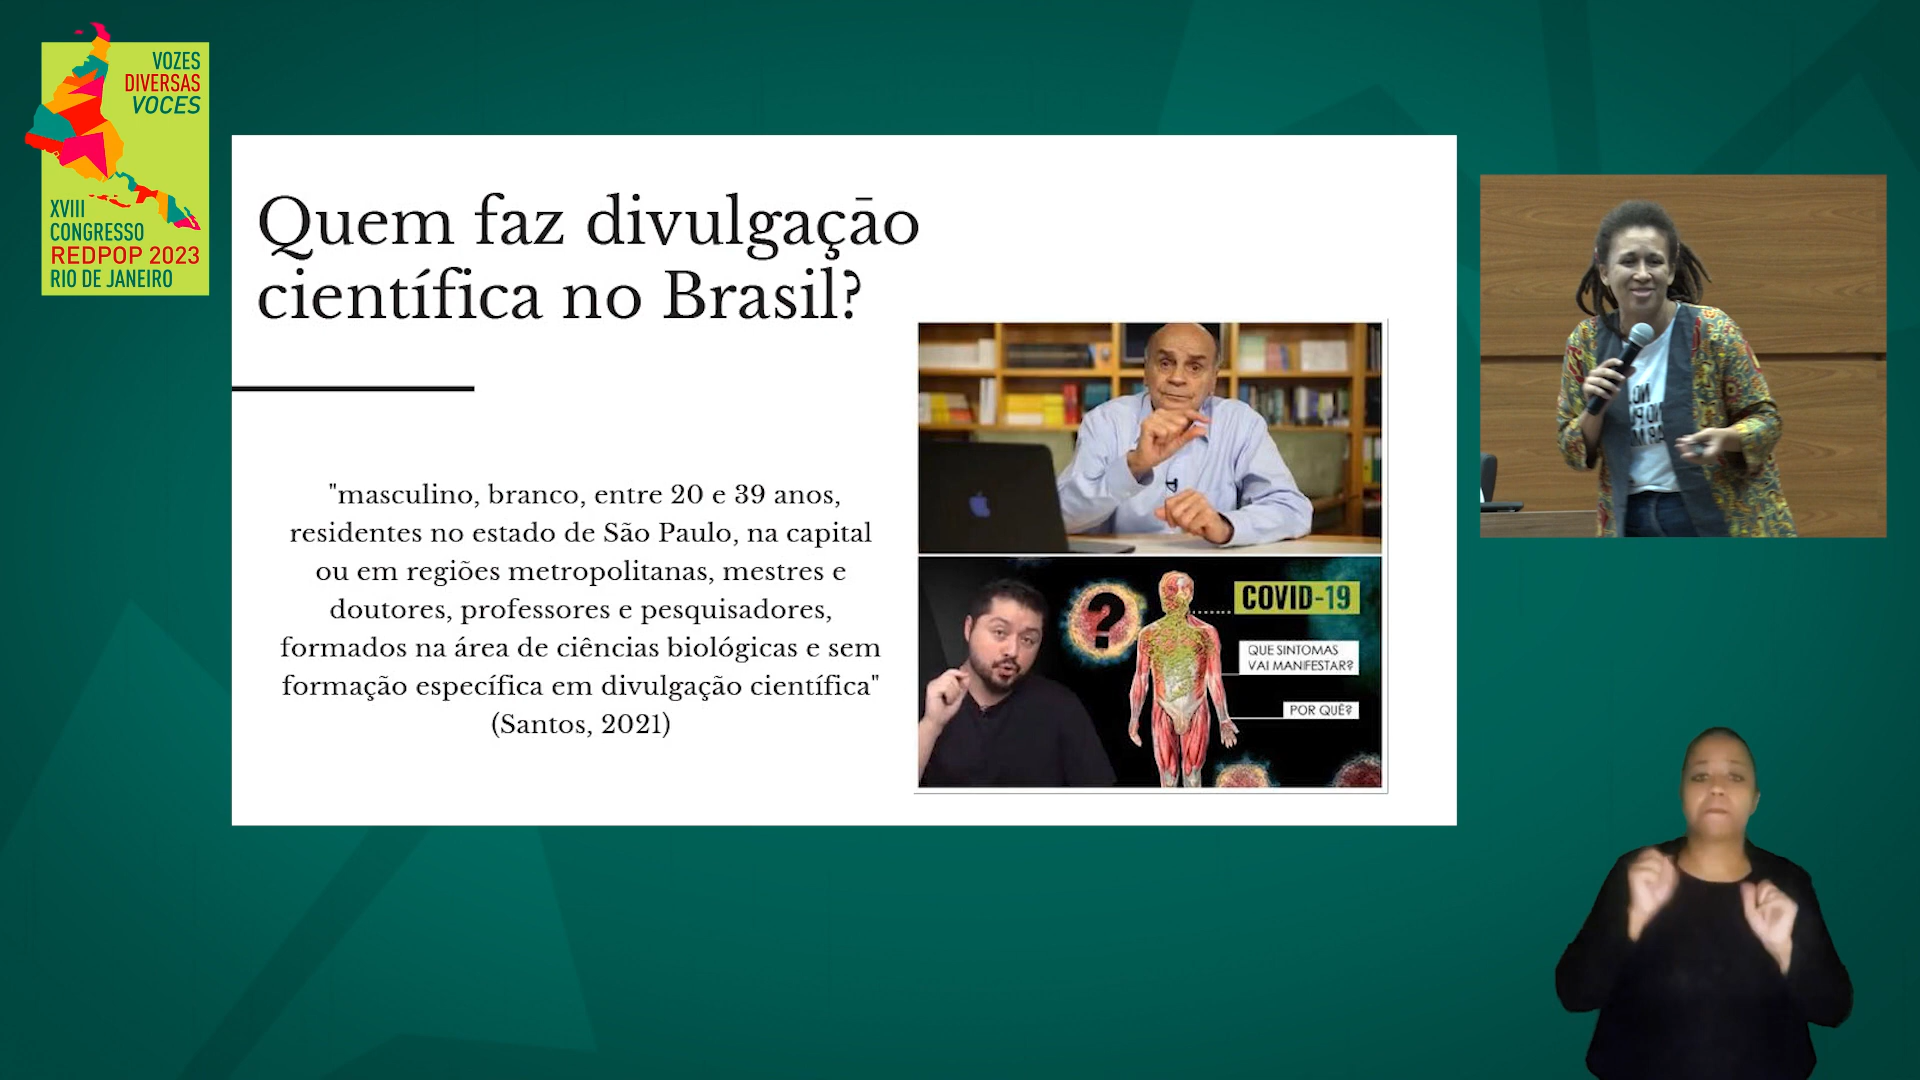 VOZES
DIVERSAS
VOCES
XVIII
CONGRESSO
REDPOP 2023
RIO DE JANEIRO
Quem faz divulgação
científica no Brasil?
"masculino, branco, entre 20 e 39 anos,
residentes no estado de São Paulo, na capital
ou em regiões metropolitanas, mestres e
doutores, professores e pesquisadores,
formados na área de ciências biológicas e sem
formação específica em divulgação científica"
(Santos, 2021)
?
COVID-19
QUE SINTOMAS
VAI MANIFESTAR?
POR QUÊ?